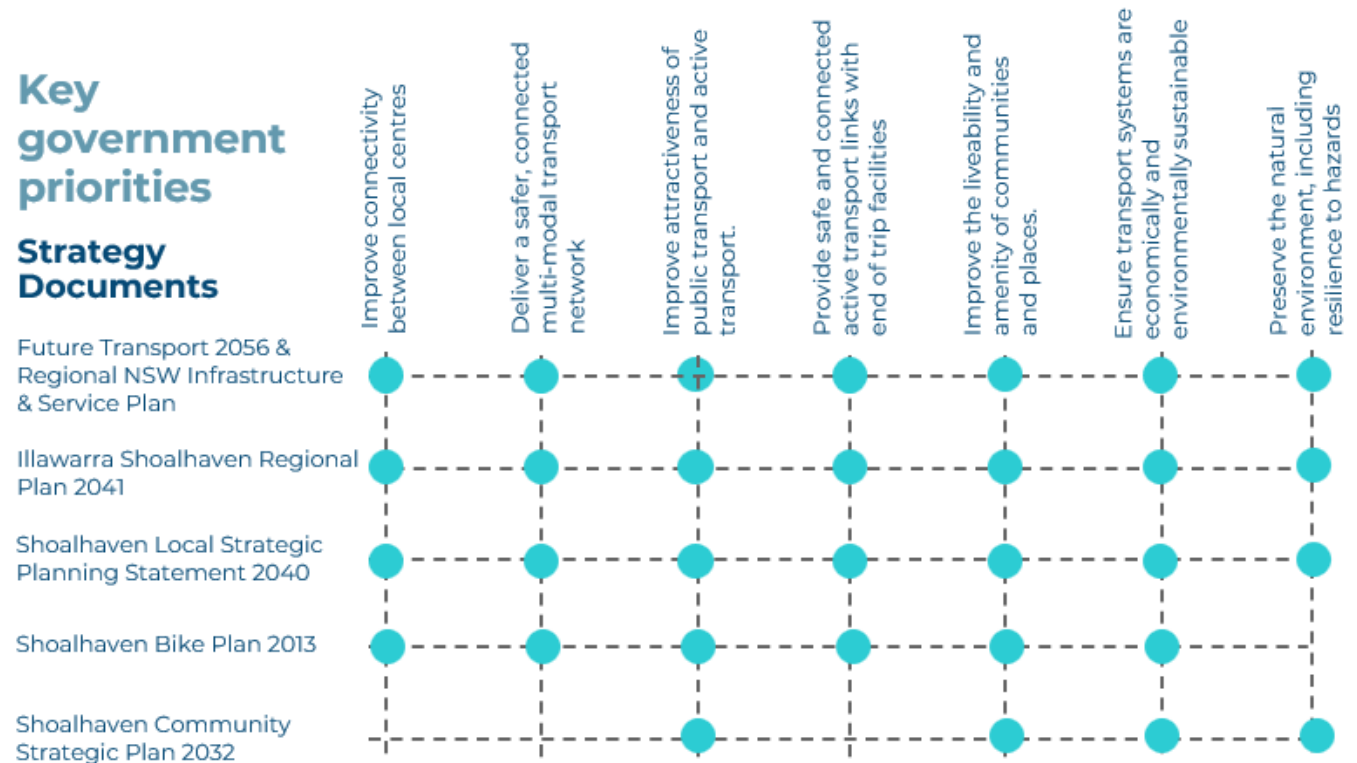 Key
government
priorities
Strategy
Documents
Improve connectivity
between local centres
Deliver a safer, connected
multi-modal transport
network
Improve attractiveness of
public transport and active
transport.
Provide safe and connected
active transport links with
end of trip facilities
Improve the liveability and
amenity of communities
and places.
Ensure transport systems are
economically and
environmentally sustainable
Preserve the natural
environment, including
resilience to hazards
Future Transport 2056 &
Regional NSW Infrastructure
& Service Plan
Illawarra Shoalhaven Regional
Plan 2041
Shoalhaven Local Strategic
Planning Statement 2040
Shoalhaven Bike Plan 2013
Shoalhaven Community
Strategic Plan 2032